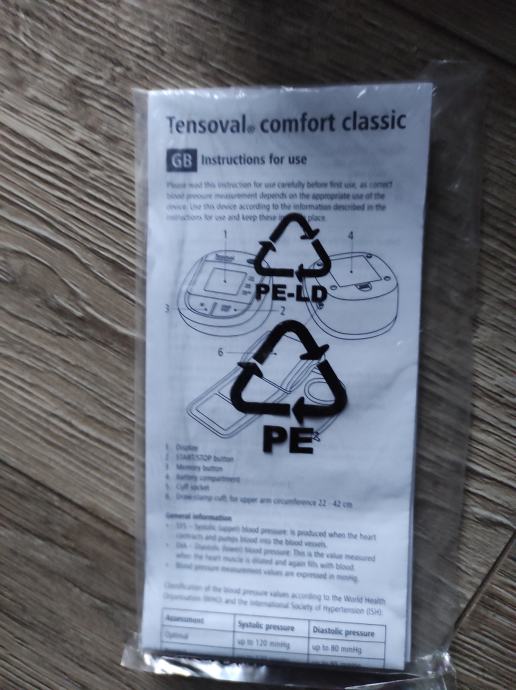 Tensoval® comfort classic
GB Instructions for use
Please read this instruction for use carefully before first use, as correct
blood pressure measurement depends on the appropriate use of the
device. Use this device according to the information described in the
instructions for use and keep these in place.
1
4
PE-LD
3
2
6
PE
1. Display
2. START/STOP button
3. Memory button
4. Battery compartment
5. Cuff socket
6. cuff, for upper arm circumference 22 - 42 cm
General information
- SYS – Systolic (upper) blood pressure: is produced when the heart
contracts and pumps blood into the blood vessels.
- DIA – Diastolic (lower) blood pressure: This is the value measured
when the heart muscle is dilated and again fills with blood.
- Blood pressure measurement values are expressed in mmHg.
Classification of the blood pressure values according to the World Health
Organisation (WHO) and the International Society of Hypertension (ISH):
Assessment Systolic pressure Diastolic pressure
Optimal up to 120 mmHg up to 80 mmHg